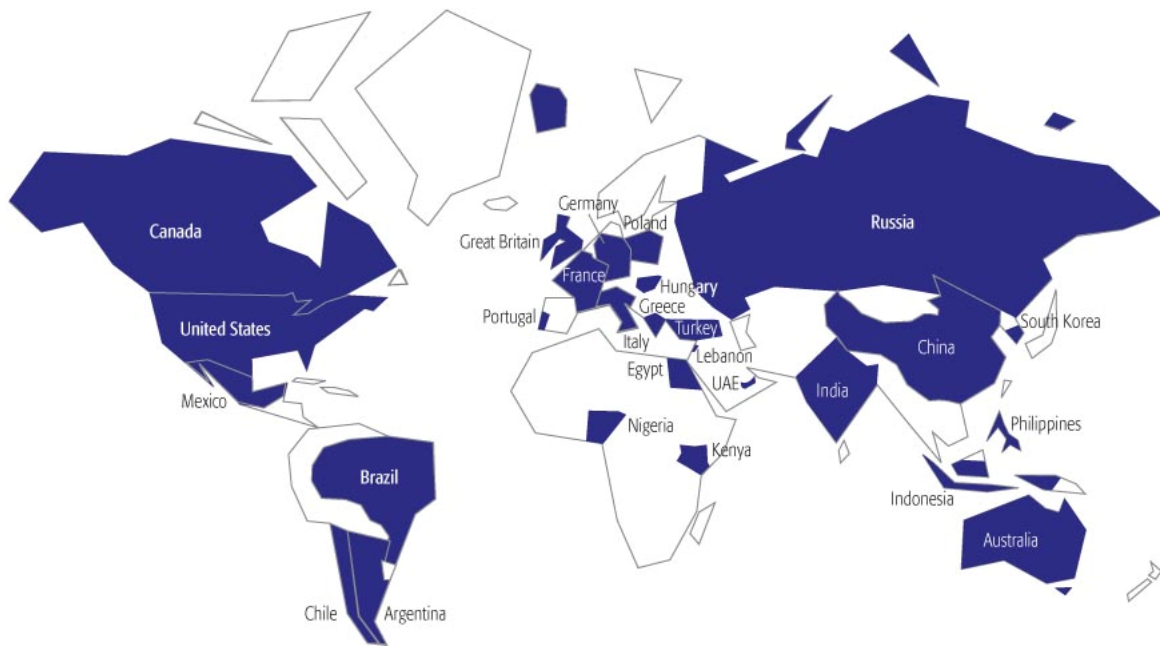 Germany
Poland
Canada
Russia
Great Britain
France
Hungary
Greece
Portugal
United States
Turkey
South Korea
Italy
Lebanon
China
Egypt
UAE
India
Mexico
Nigeria
Philippines
Kenya
Brazil
Indonesia
Australia
Chile
Argentina